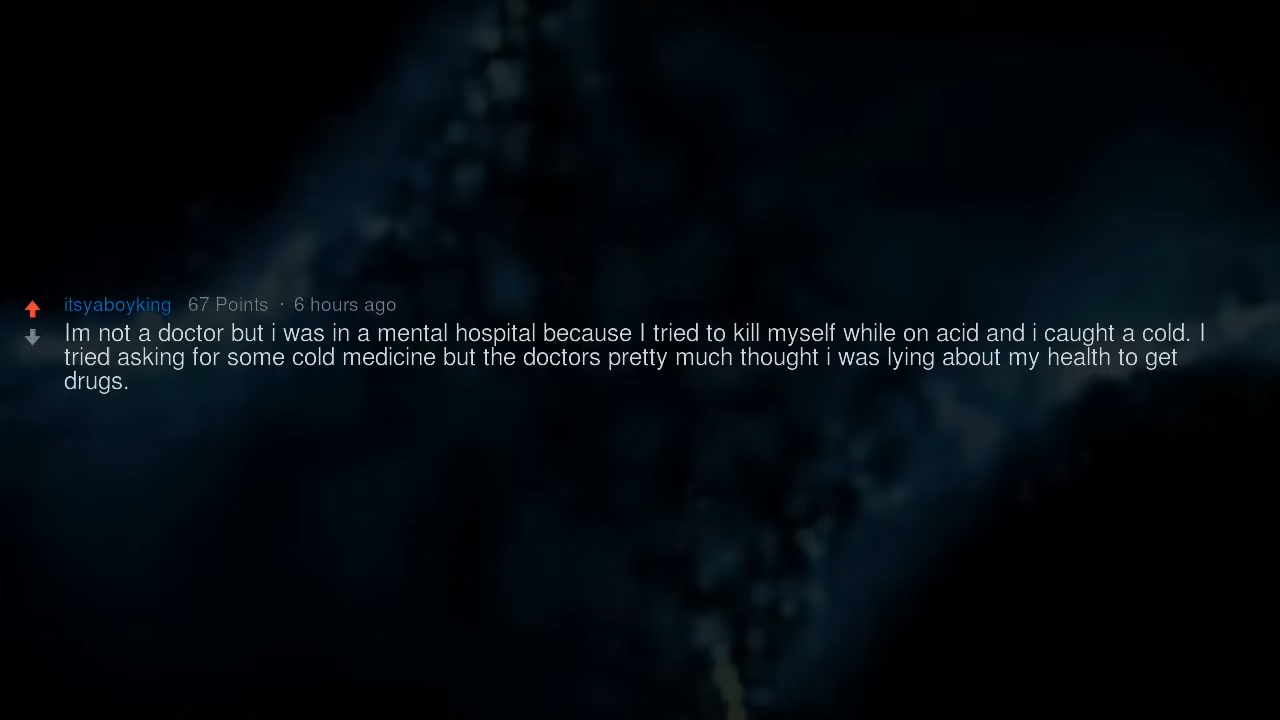 itsyaboyking 67 Points · 6 hours ago
Im not a doctor but i was in a mental hospital because I tried to kill myself while on acid and i caught a cold. I
tried asking for some cold medicine but the doctors pretty much thought i was lying about my health to get
drugs.